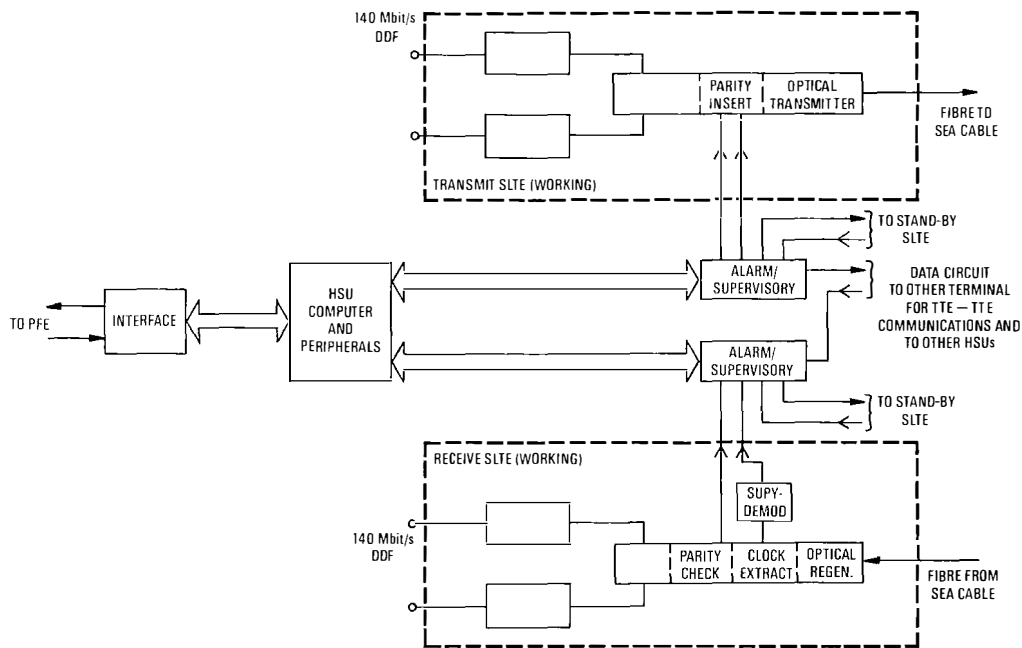 140 Mbit/s
DDF
PARITY
INSERT
OPTICAL
TRANSMITTER
FIBRE TO
SEA CABLE
TRANSMIT SLTE (WORKING)
TO STAND-BY
SLTE
ALARM/
SUPERVISORY
HSU
COMPUTER
AND
PERIPHERALS
INTERFACE
TO PFE
DATA CIRCUIT
TO OTHER TERMINAL
FOR TTE – TTE
COMMUNICATIONS AND
TO OTHER HSUs
ALARM/
SUPERVISORY
TO STAND-BY
SLTE
RECEIVE SLTE (WORKING)
SUPY-
DEMOD
140 Mbit/s
DDF
PARITY
CHECK
CLOCK
EXTRACT
OPTICAL
REGEN.
FIBRE FROM
SEA CABLE